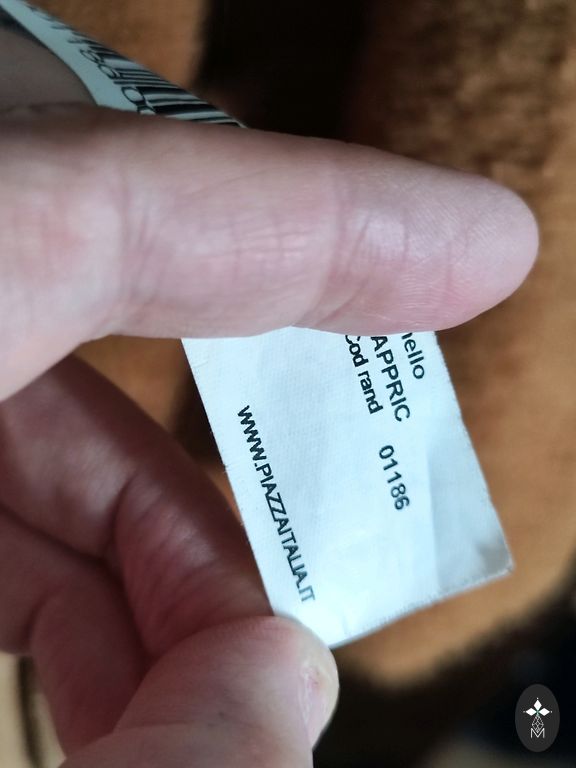 ello
APPRIC
Cod rand 01186
WWW.PIAZZAITALIA.IT